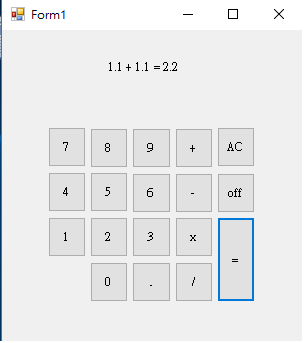 Form1
1.1 + 1.1 = 2.2
7 8 9 + AC
4 5 6 - off
1 2 3 x
=
0 . /